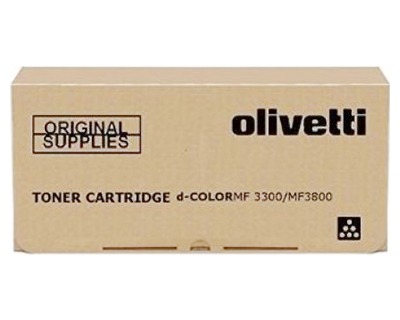 ORIGINAL
SUPPLIES
olivetti
TONER CARTRIDGE d-COLORMF 3300/MF3800